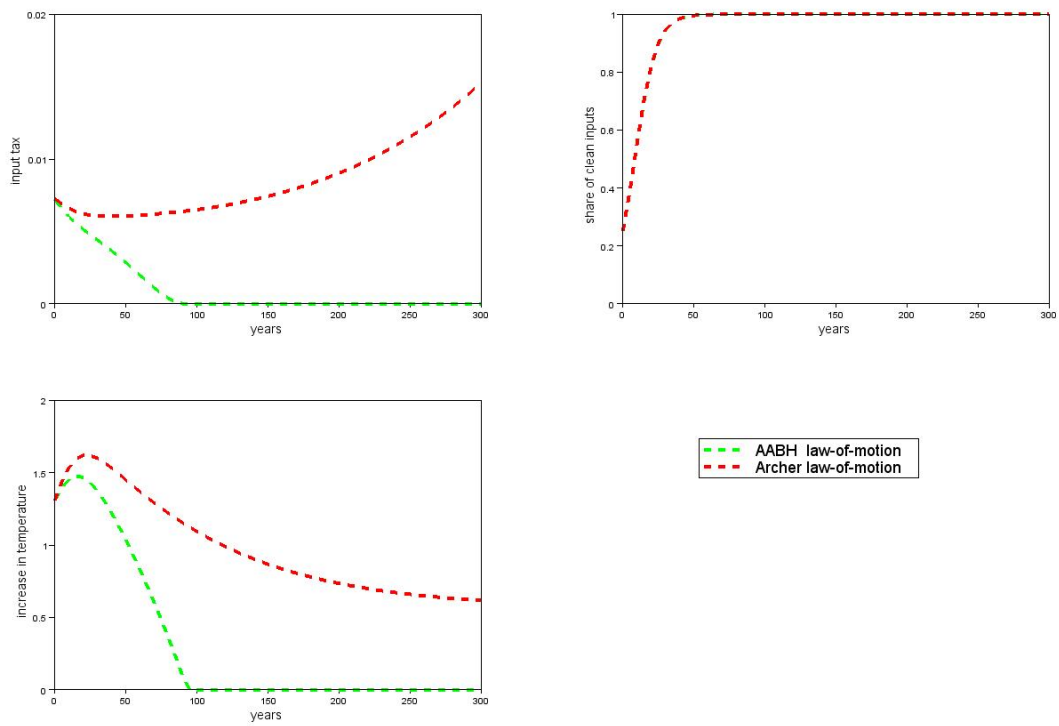 0.02
0.01
0
input tax
0 50 100 150 200 250 300
years
1
0.8
0.6
0.4
0.2
0
share of clean inputs
0 50 100 150 200 250 300
years
2
1.5
1
0.5
0
increase in temperature
0 50 100 150 200 250 300
years
AABH law-of-motion
Archer law-of-motion